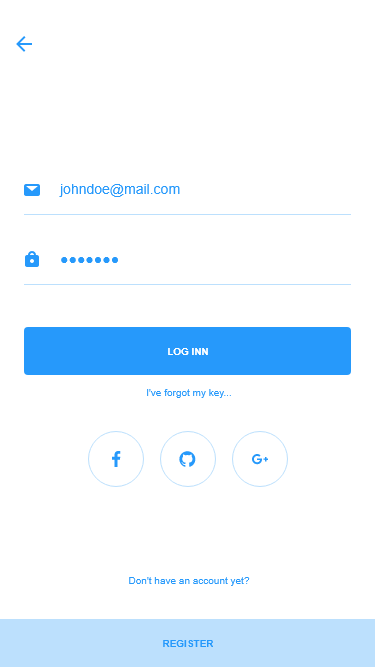 johndoe@mail.com
●●●●●●●
LOG INN
I've forgot my key...
G+
Don't have an account yet?
REGISTER